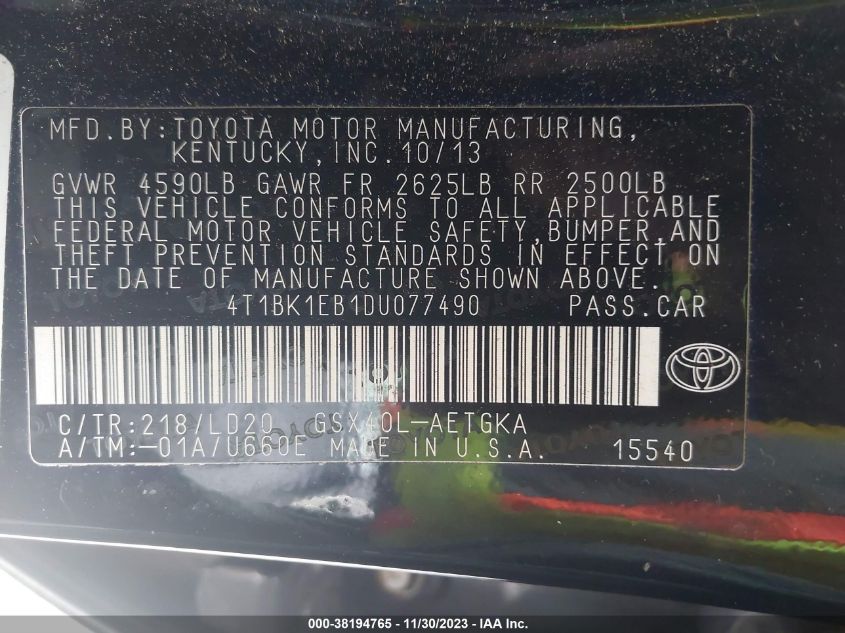 MFD.BY:TOYOTA MOTOR MANUFACTURING,
KENTUCKY,INC.10/13
GVWR 4590LB GAWR FR 2625LB RR 2500LB
THIS VEHICLE CONFORMS TO ALL APPLICABLE
FEDERAL MOTOR VEHICLE SAFETY,BUMPER,AND
THEFT PREVENTION STANDARDS IN EFFECT ON
THE DATE OF MANUFACTURE SHOWN ABOVE.
4T1BK1EB1DU077490 PASS.CAR
C/TR:218/LD20 GSX40L-AETGKA
A/TM:-01A/U660E MADE IN U.S.A. 15540
000-38194765 - 11/30/2023 - IAA Inc.